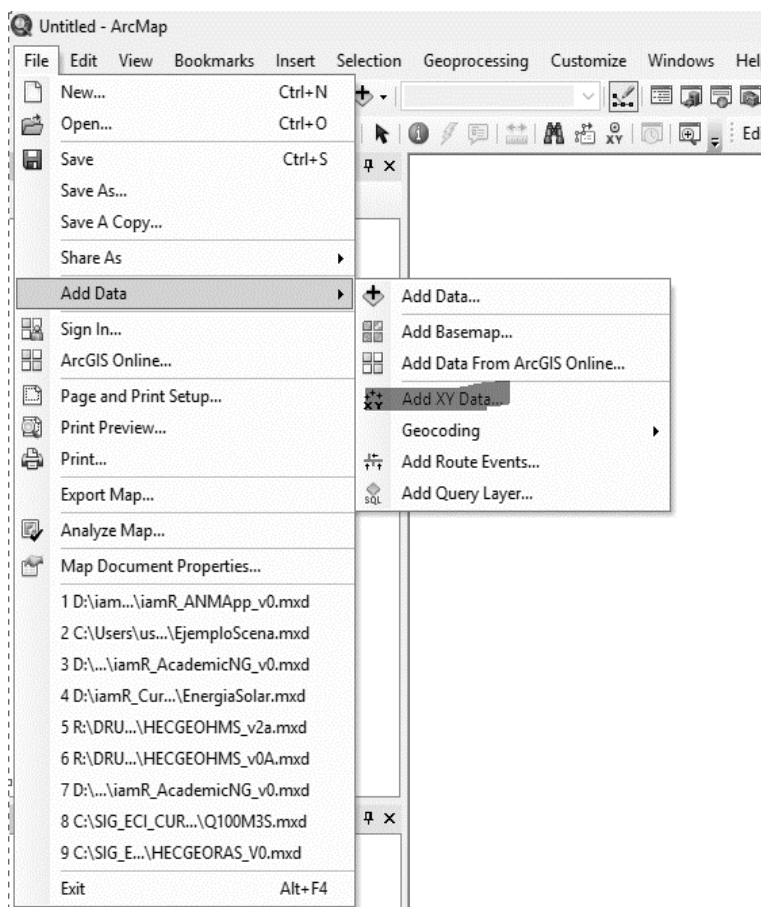 Untitled - ArcMap
File Edit View Bookmarks Insert Selection Geoprocessing Customize Windows Hel
New... Ctrl+N
Open... Ctrl+O
Save Ctrl+S
Save As...
Save A Copy...
Share As
Add Data
Sign In...
ArcGIS Online...
Page and Print Setup...
Print Preview...
Print...
Export Map...
Analyze Map...
Map Document Properties...
1 D:\iam...\iamR_ANMApp_v0.mxd
2 C:\Users\us...\EjemploScena.mxd
3 D:\...\iamR_AcademicNG_v0.mxd
4 D:\iamR_Cur...\EnergiaSolar.mxd
5 R:\DRU...\HECGEOHMS_v2a.mxd
6 R:\DRU...\HECGEOHMS_v0A.mxd
7 D:\...\iamR_AcademicNG_v0.mxd
8 C:\SIG_ECI_CUR...\Q100M3S.mxd
9 C:\SIG_E...\HECGEORAS_V0.mxd
Exit Alt+F4
XY
Ed
Add Data...
Add Basemap...
Add Data From ArcGIS Online...
XY Add XY Data...
Geocoding
Add Route Events...
SQL Add Query Layer...